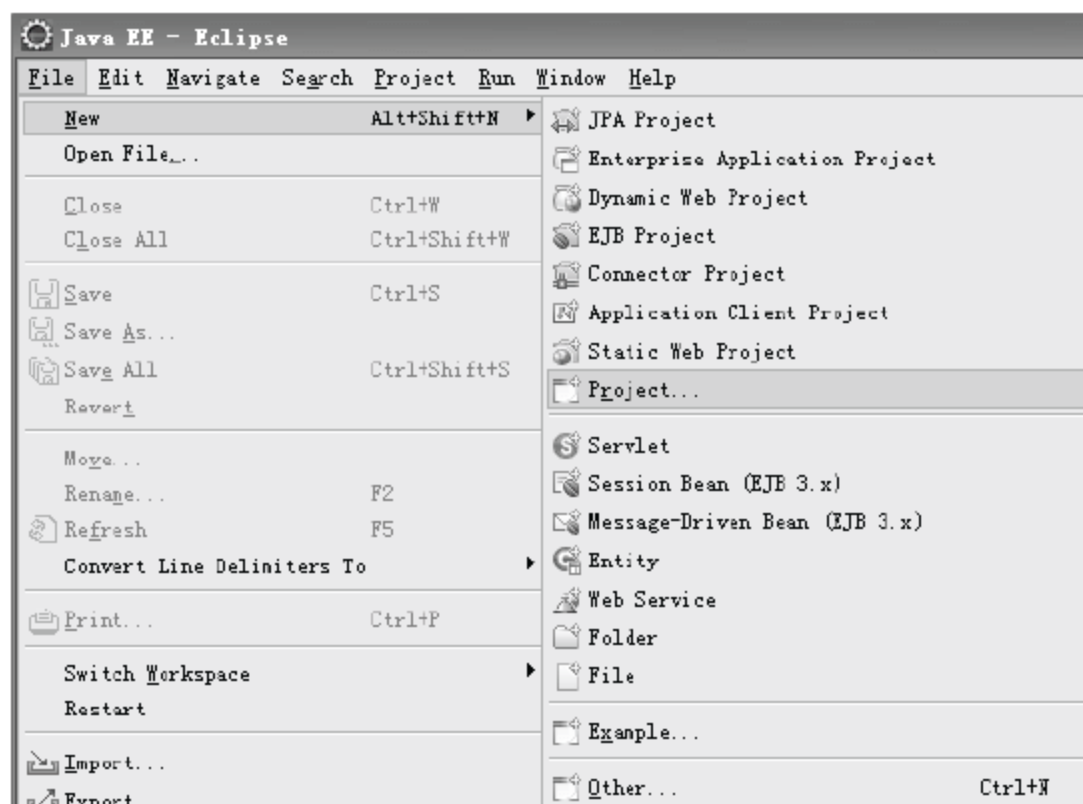 Java EE - Eclipse
File Edit Navigate Search Project Run Window Help
New Alt+Shift+N
Open File...
Close Ctrl+W
Close All Ctrl+Shift+W
Save Ctrl+S
Save As...
Save All Ctrl+Shift+S
Revert
Move...
Rename... F2
Refresh F5
Convert Line Delimiters To
Print... Ctrl+P
Switch Workspace
Restart
Import...
Export
JPA Project
Enterprise Application Project
Dynamic Web Project
EJB Project
Connector Project
Application Client Project
Static Web Project
Project...
Servlet
Session Bean (EJB 3.x)
Message-Driven Bean (EJB 3.x)
Entity
Web Service
Folder
File
Example...
Other... Ctrl+N